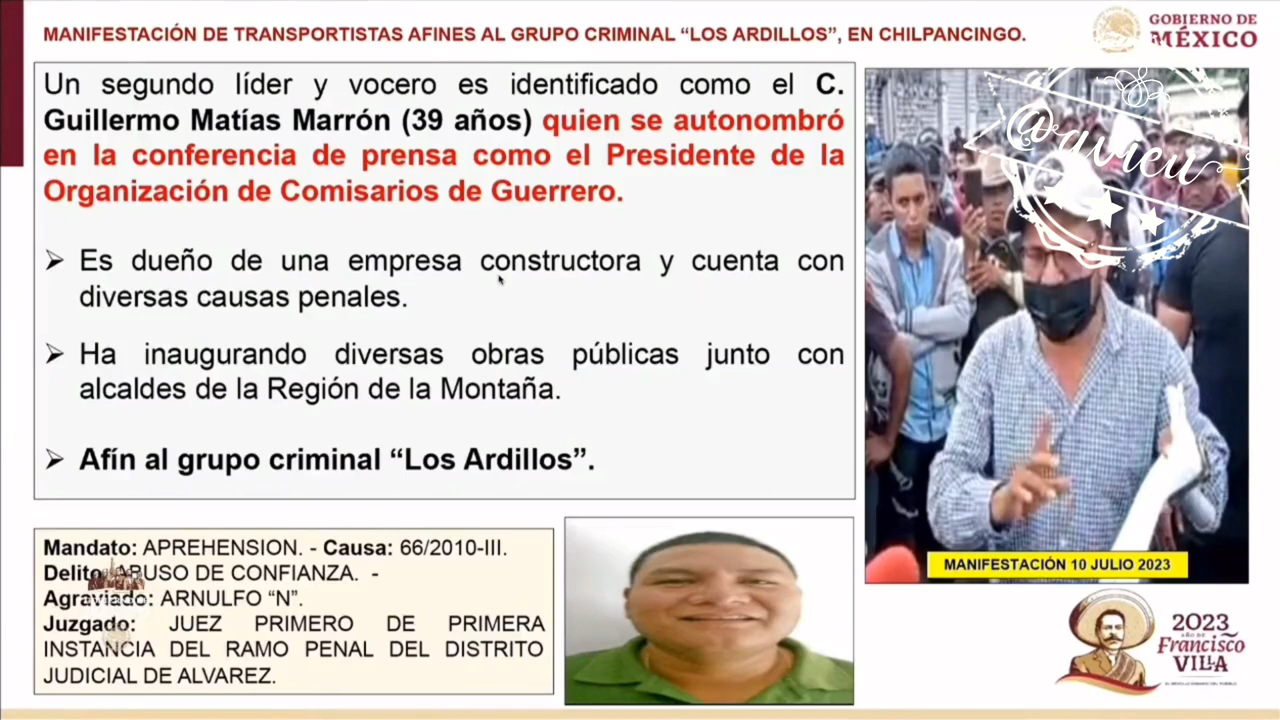 MANIFESTACIÓN DE TRANSPORTISTAS AFINES AL GRUPO CRIMINAL “LOS ARDILLOS”, EN CHILPANCINGO.
GOBIERNO DE
MÉXICO
Un segundo líder y vocero es identificado como el C.
Guillermo Matías Marrón (39 años) quien se autonombró
en la conferencia de prensa como el Presidente de la
Organización de Comisarios de Guerrero.
➢ Es dueño de una empresa constructora y cuenta con
diversas causas penales.
➢ Ha inaugurando diversas obras públicas junto con
alcaldes de la Región de la Montaña.
➢ Afín al grupo criminal “Los Ardillos”.
Mandato: APREHENSION. - Causa: 66/2010-III.
Delito: ABUSO DE CONFIANZA. -
Agraviado: ARNULFO “N”.
Juzgado: JUEZ PRIMERO DE PRIMERA
INSTANCIA DEL RAMO PENAL DEL DISTRITO
JUDICIAL DE ALVAREZ.
MANIFESTACIÓN 10 JULIO 2023
2023
AÑO DE
Francisco
VILLA